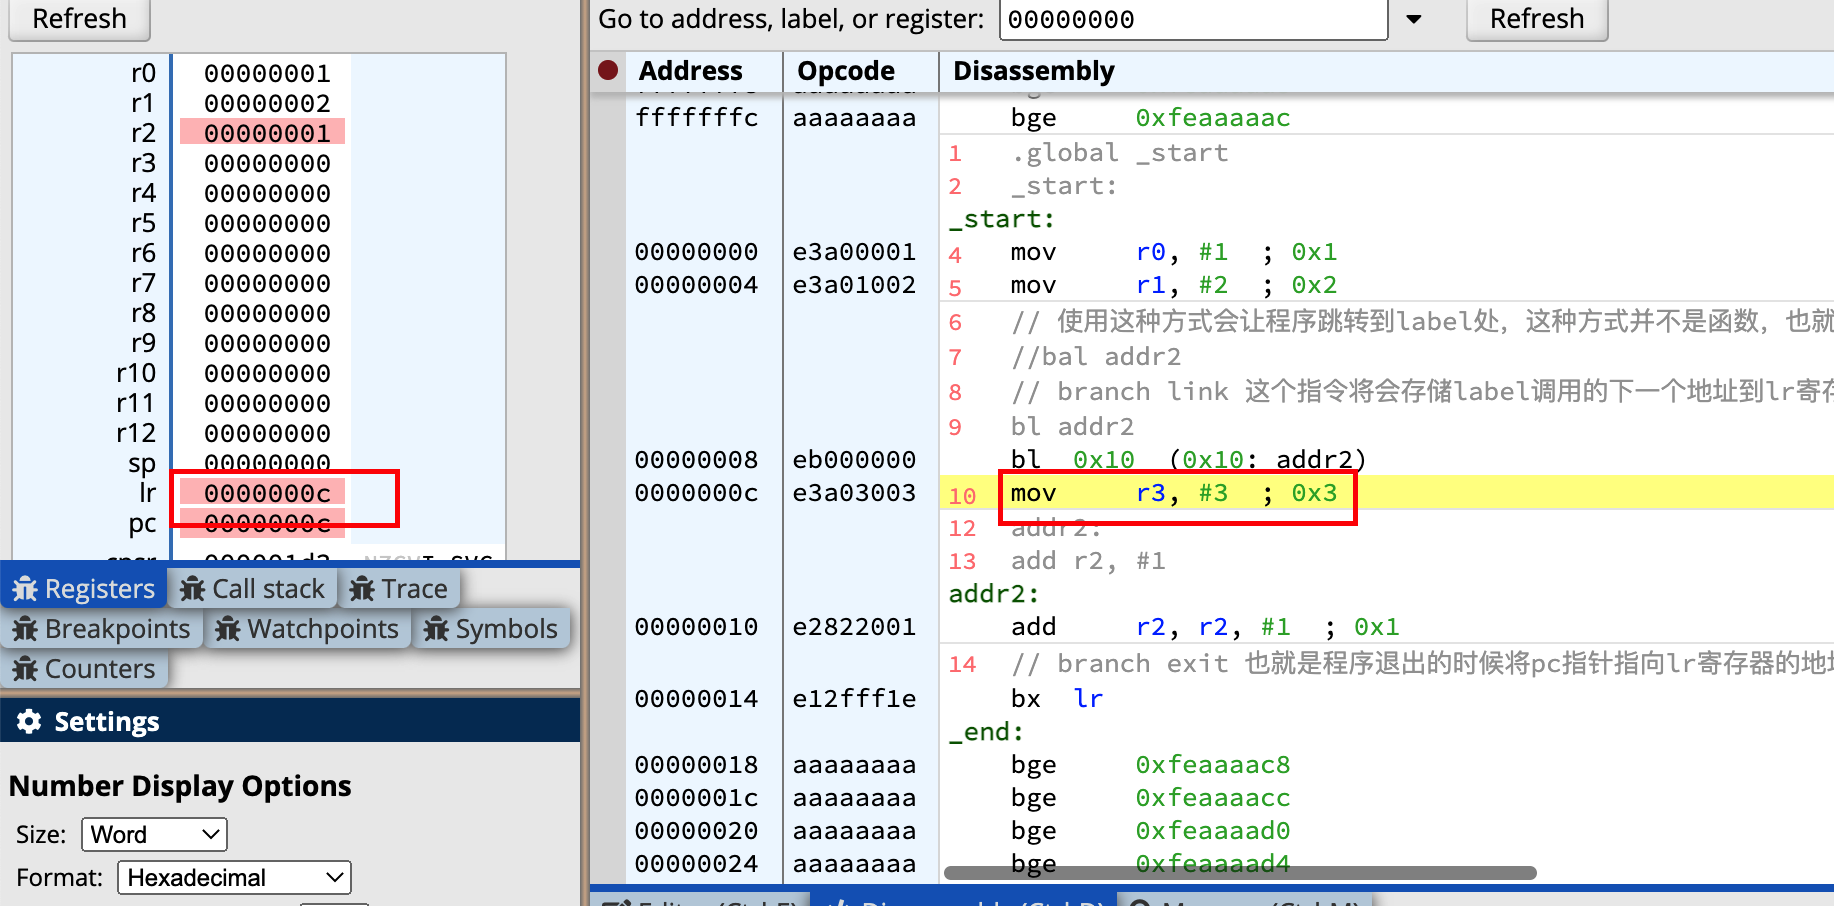 Refresh
r0 00000001
r1 00000002
r2 00000001
r3 00000000
r4 00000000
r5 00000000
r6 00000000
r7 00000000
r8 00000000
r9 00000000
r10 00000000
r11 00000000
r12 00000000
sp 00000000
lr 0000000c
pc 0000000c
cpsr 000001d3 NZCVI SVC
Registers Call stack Trace
Breakpoints Watchpoints Symbols
Counters
Settings
Number Display Options
Size: Word
Format: Hexadecimal
Go to address, label, or register: 00000000 Refresh
Address Opcode Disassembly
fffffffc aaaaaaaa bge 0xfeaaaaac
1 .global _start
2 _start:
_start:
00000000 e3a00001 4 mov r0, #1 ; 0x1
00000004 e3a01002 5 mov r1, #2 ; 0x2
6 // 使用这种方式会让程序跳转到label处，这种方式并不是函数，也就
7 //bal addr2
8 // branch link 这个指令将会存储label调用的下一个地址到lr寄存
9 bl addr2
00000008 eb000000 bl 0x10 (0x10: addr2)
0000000c e3a03003 10 mov r3, #3 ; 0x3
12 addr2:
13 add r2, #1
addr2:
00000010 e2822001 add r2, r2, #1 ; 0x1
14 // branch exit 也就是程序退出的时候将pc指针指向lr寄存器的地址
00000014 e12fff1e bx lr
_end:
00000018 aaaaaaaa bge 0xfeaaaac8
0000001c aaaaaaaa bge 0xfeaaaacc
00000020 aaaaaaaa bge 0xfeaaaad0
00000024 aaaaaaaa bge 0xfeaaaad4